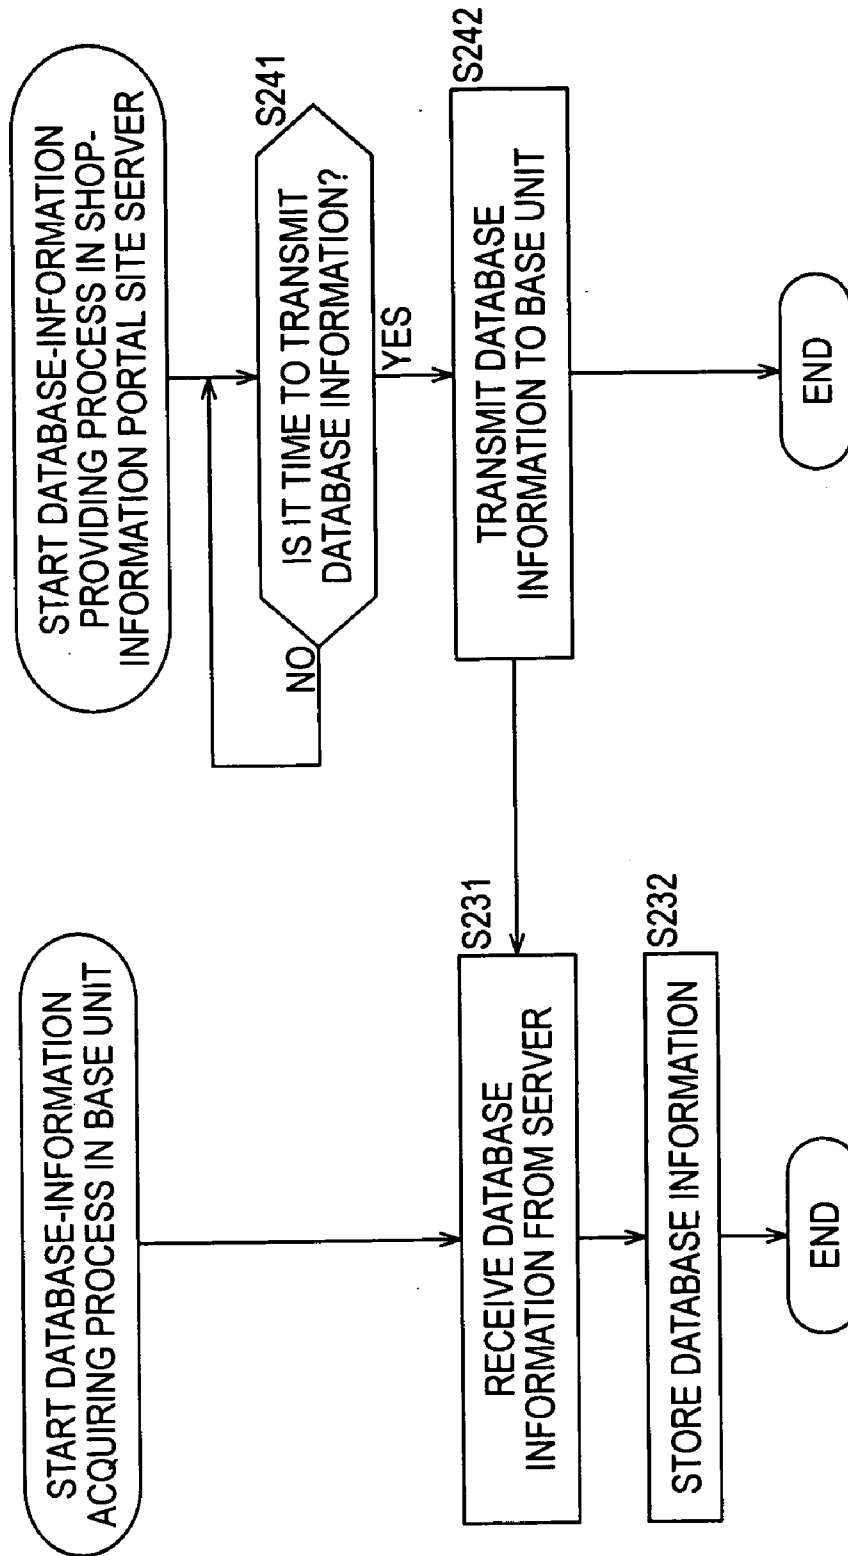 START DATABASE-INFORMATION
ACQUIRING PROCESS IN BASE UNIT
S231
RECEIVE DATABASE
INFORMATION FROM SERVER
S232
STORE DATABASE INFORMATION
END
START DATABASE-INFORMATION
PROVIDING PROCESS IN SHOP-
INFORMATION PORTAL SITE SERVER
S241
IS IT TIME TO TRANSMIT
DATABASE INFORMATION?
NO
YES
S242
TRANSMIT DATABASE
INFORMATION TO BASE UNIT
END